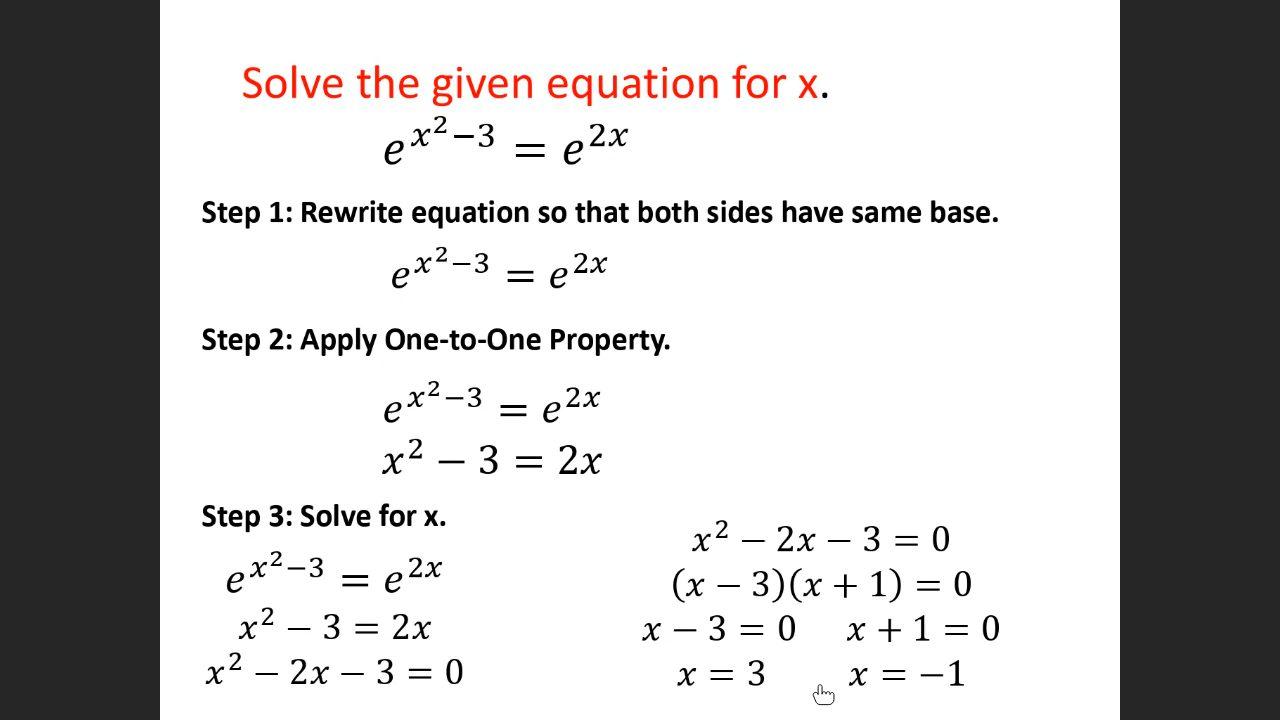 Solve the given equation for x.
e^{x^2−3} = e^{2x}
Step 1: Rewrite equation so that both sides have same base.
e^{x^2−3} = e^{2x}
Step 2: Apply One-to-One Property.
e^{x^2−3} = e^{2x}
x^2 − 3 = 2x
Step 3: Solve for x.
e^{x^2−3} = e^{2x}
x^2 − 3 = 2x
x^2 − 2x − 3 = 0
x^2 − 2x − 3 = 0
(x − 3)(x + 1) = 0
x − 3 = 0 x + 1 = 0
x = 3 x = −1